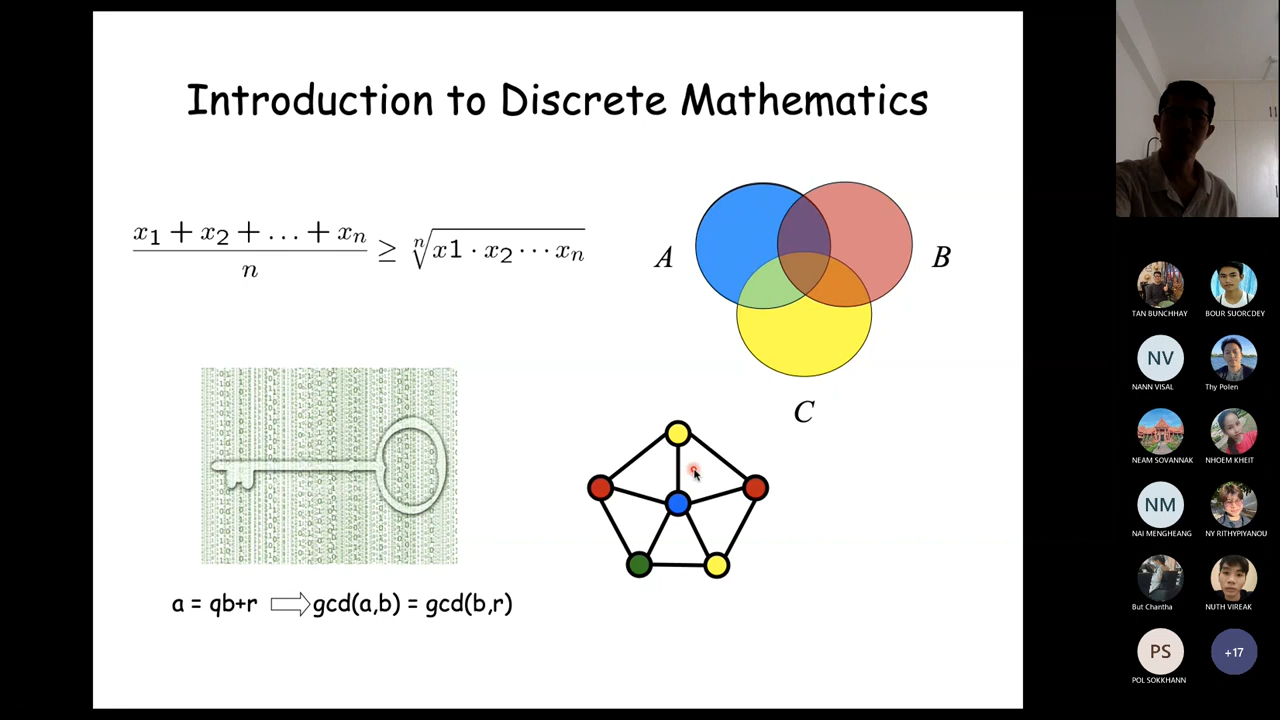 Introduction to Discrete Mathematics
x1 + x2 + ... + xn
n
≥ n√x1 · x2 ··· xn
A
B
C
a = qb+r ⇨ gcd(a,b) = gcd(b,r)
TAN BUNCHHAY
BOUR SUORCDEY
NV
NANN VISAL
Thy Polen
NEAM SOVANNAK
NHOEM KHEIT
NM
NAI MENGHEANG
NY RITHYPIYANOU
But Chantha
NUTH VIREAK
PS
POL SOKKHANN
+17